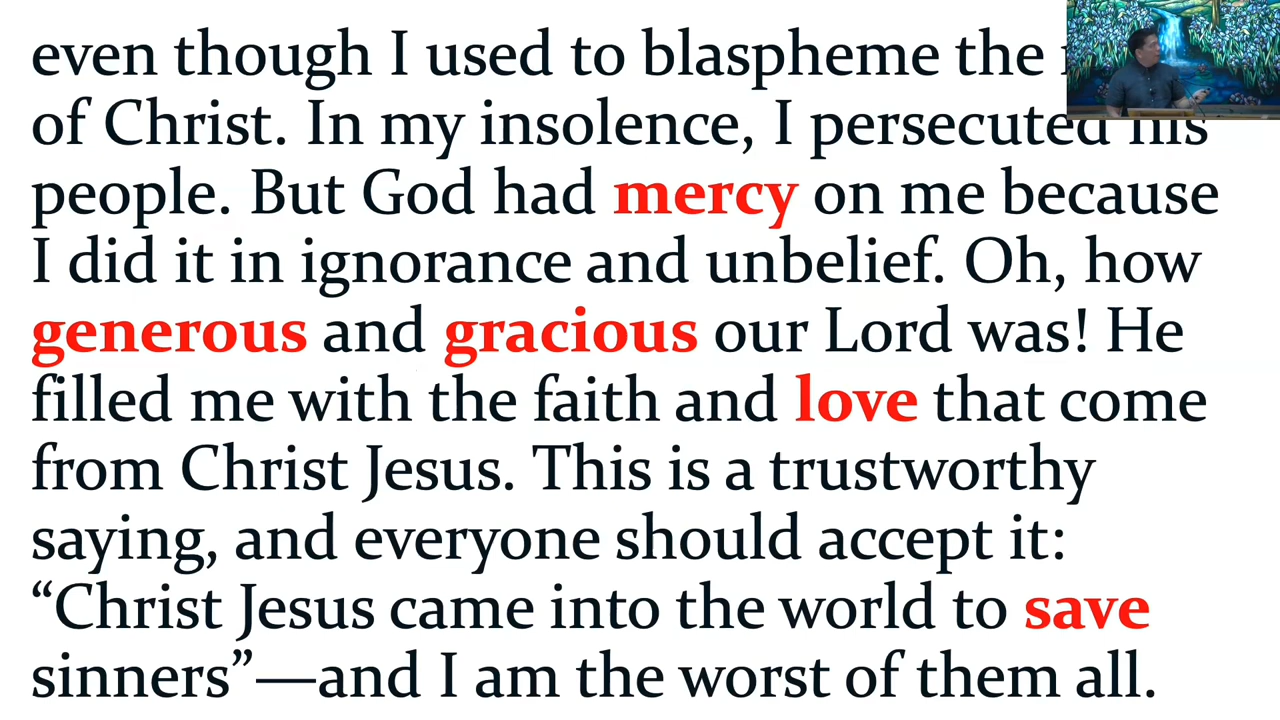 even though I used to blaspheme the
of Christ. In my insolence, I persecuted his
people. But God had mercy on me because
I did it in ignorance and unbelief. Oh, how
generous and gracious our Lord was! He
filled me with the faith and love that come
from Christ Jesus. This is a trustworthy
saying, and everyone should accept it:
“Christ Jesus came into the world to save
sinners”—and I am the worst of them all.